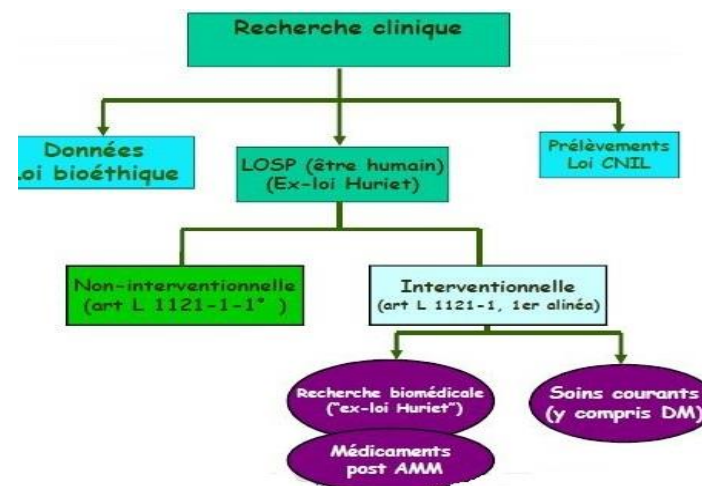 Recherche clinique
Données
oi bioéthique
LOSP (être humain)
(Ex-loi Huriet)
Prélèvements
Loi CNIL
Non-interventionnelle
(art L 1121-1-1° )
Interventionnelle
(art L 1121-1, 1er alinéa)
Recherche biomédicale
("ex-loi Huriet")
Soins courants
(y compris DM)
Médicaments
post AMM